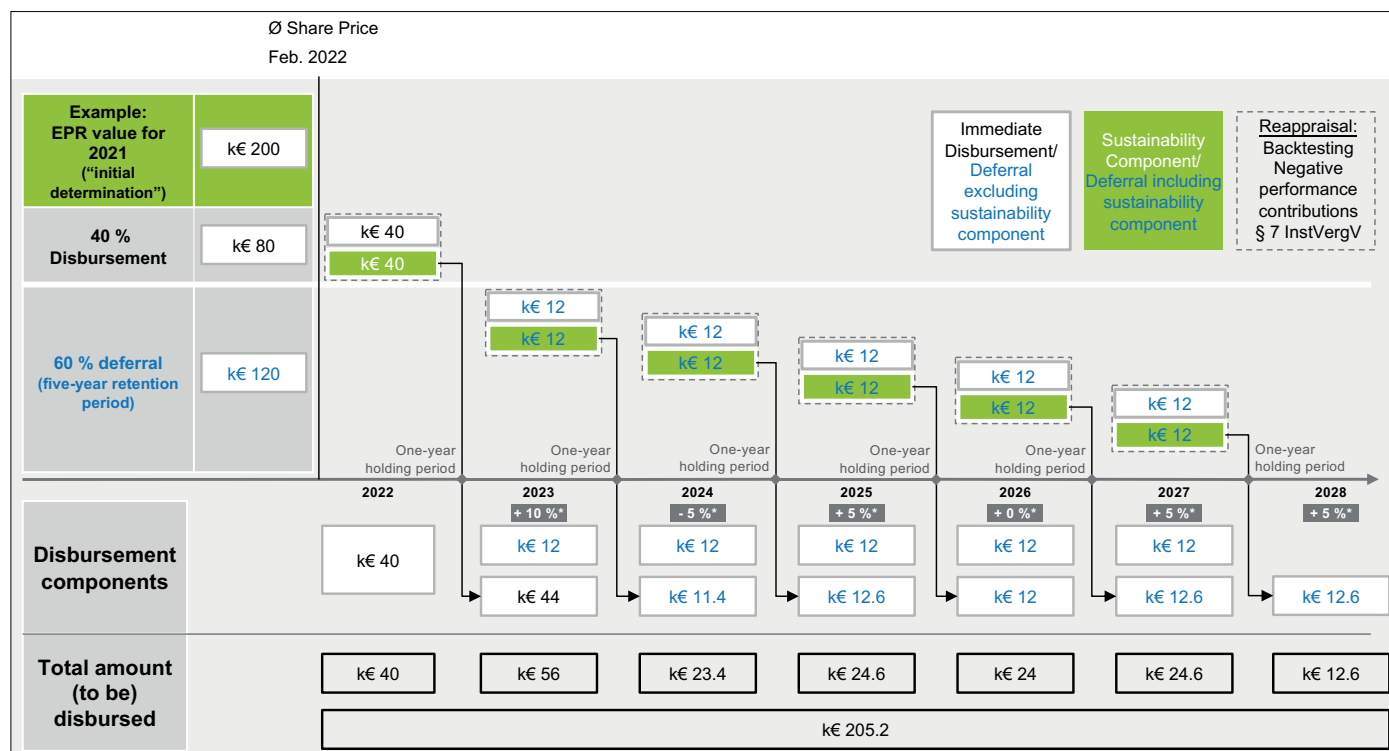 Ø Share Price
Feb. 2022
Example:
EPR value for
2021
(“initial
determination”)
k€ 200
Immediate
Disbursement/
Deferral
excluding
sustainability
component
Sustainability
Component/
Deferral including
sustainability
component
Reappraisal:
Backtesting
Negative
performance
contributions
§ 7 InstVergV
40 %
Disbursement
k€ 80
k€ 40
k€ 40
60 % deferral
(five-year retention
period)
k€ 120
k€ 12
k€ 12
k€ 12
k€ 12
k€ 12
k€ 12
k€ 12
k€ 12
k€ 12
k€ 12
One-year
holding period
One-year
holding period
One-year
holding period
One-year
holding period
One-year
holding period
One-year
holding period
One-year
holding period
2022
2023
2024
2025
2026
2027
2028
+ 10 %*
- 5 %*
+ 5 %*
+ 0 %*
+ 5 %*
+ 5 %*
Disbursement
components
k€ 40
k€ 12
k€ 12
k€ 12
k€ 12
k€ 12
k€ 44
k€ 11.4
k€ 12.6
k€ 12
k€ 12.6
k€ 12.6
Total amount
(to be)
disbursed
k€ 40
k€ 56
k€ 23.4
k€ 24.6
k€ 24
k€ 24.6
k€ 12.6
k€ 205.2